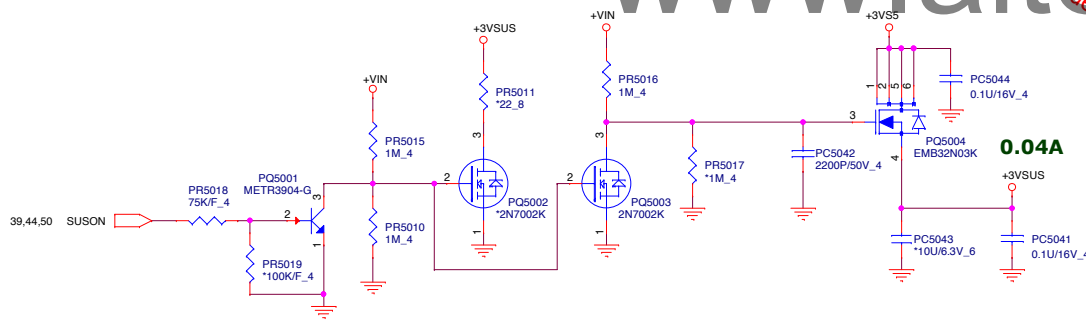 +3VSUS
+VIN
+3VS5
+VIN
PR5011
*22_8
PR5016
1M_4
PC5044
0.1U/16V_4
PR5015
1M_4
1
2
5
6
3
PQ5004
EMB32N03K
4
0.04A
+3VSUS
PQ5001
METR3904-G
PR5018
75K/F_4
39,44,50
SUSON
2
3
1
PR5019
*100K/F_4
PR5010
1M_4
3
2
1
PQ5002
*2N7002K
3
2
1
PQ5003
2N7002K
PR5017
*1M_4
PC5042
2200P/50V_4
PC5043
*10U/6.3V_6
PC5041
0.1U/16V_4